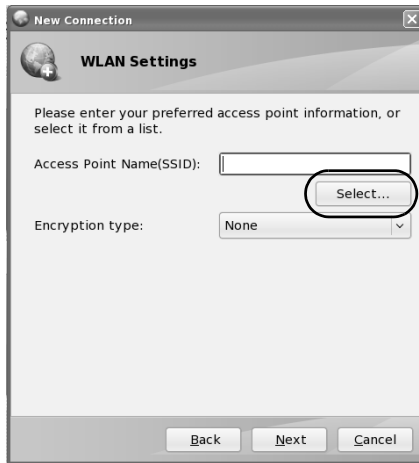 New Connection
WLAN Settings
Please enter your preferred access point information, or
select it from a list.
Access Point Name(SSID):
Select...
Encryption type:
None
Back
Next
Cancel